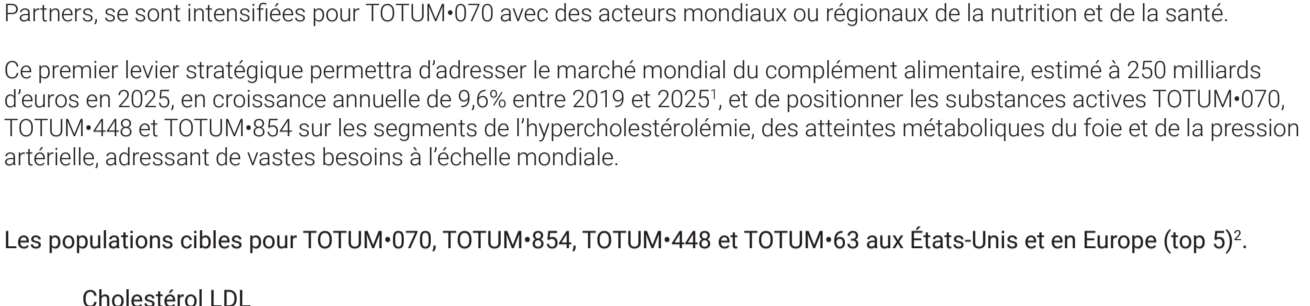 Partners, se sont intensifiées pour TOTUM•070 avec des acteurs mondiaux ou régionaux de la nutrition et de la santé.
Ce premier levier stratégique permettra d’adresser le marché mondial du complément alimentaire, estimé à 250 milliards
d’euros en 2025, en croissance annuelle de 9,6% entre 2019 et 2025¹, et de positionner les substances actives TOTUM•070,
TOTUM•448 et TOTUM•854 sur les segments de l’hypercholestérolémie, des atteintes métaboliques du foie et de la pression
artérielle, adressant de vastes besoins à l’échelle mondiale.
Les populations cibles pour TOTUM•070, TOTUM•854, TOTUM•448 et TOTUM•63 aux États-Unis et en Europe (top 5)².
Cholestérol LDL